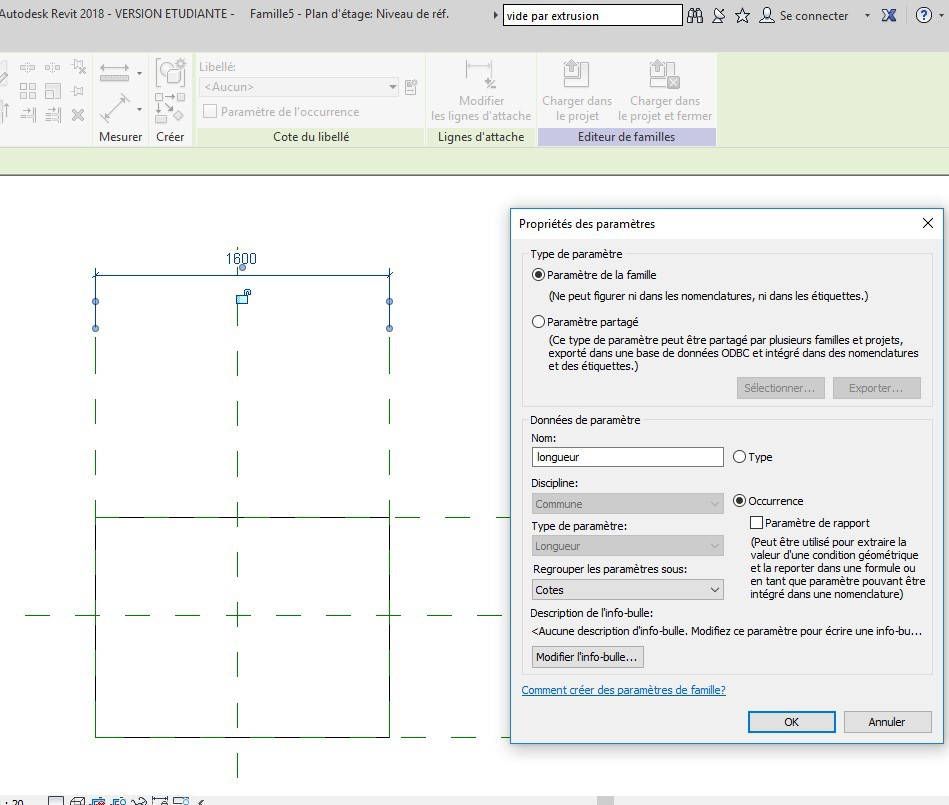 Autodesk Revit 2018 - VERSION ETUDIANTE - Famille5 - Plan d'étage: Niveau de réf.
vide par extrusion
Se connecter
Libellé:
<Aucun>
Paramètre de l'occurrence
Modifier
les lignes d'attache
Charger dans
le projet
Charger dans
le projet et fermer
Mesurer
Créer
Cote du libellé
Lignes d'attache
Editeur de familles
1600
Propriétés des paramètres
Type de paramètre
Paramètre de la famille
(Ne peut figurer ni dans les nomenclatures, ni dans les étiquettes.)
Paramètre partagé
(Ce type de paramètre peut être partagé par plusieurs familles et projets,
exporté dans une base de données ODBC et intégré dans des nomenclatures
et des étiquettes.)
Sélectionner...
Exporter...
Données de paramètre
Nom:
longueur
Type
Discipline:
Commune
Occurrence
Type de paramètre:
Paramètre de rapport
Longueur
(Peut être utilisé pour extraire la
valeur d'une condition géométrique
et la reporter dans une formule ou
en tant que paramètre pouvant être
intégré dans une nomenclature)
Regrouper les paramètres sous:
Cotes
Description de l'info-bulle:
<Aucune description d'info-bulle. Modifiez ce paramètre pour écrire une info-bu...
Modifier l'info-bulle...
Comment créer des paramètres de famille?
OK
Annuler
: 20